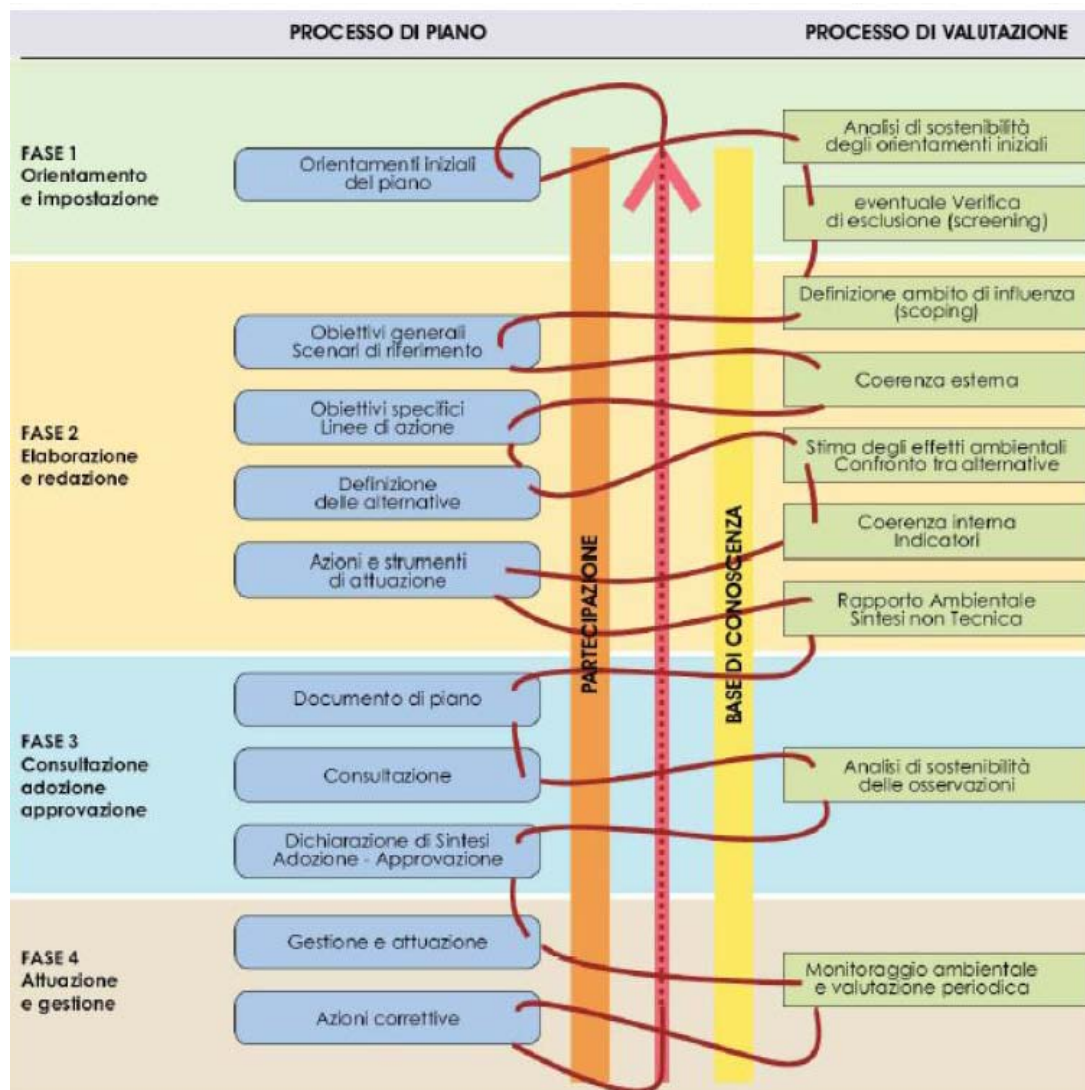 PROCESSO DI PIANO
PROCESSO DI VALUTAZIONE
FASE 1
Orientamento
e impostazione
Orientamenti iniziali
del piano
Analisi di sostenibilità
degli orientamenti iniziali
eventuale Verifica
di esclusione (screening)
FASE 2
Elaborazione
e redazione
Obiettivi generali
Scenari di riferimento
Obiettivi specifici
Linee di azione
Definizione
delle alternative
Azioni e strumenti
di attuazione
Definizione ambito di influenza
(scoping)
Coerenza esterna
Stima degli effetti ambientali
Confronto tra alternative
Coerenza interna
Indicatori
Rapporto Ambientale
Sintesi non Tecnica
PARTECIPAZIONE
BASE DI CONOSCENZA
FASE 3
Consultazione
adozione
approvazione
Documento di piano
Consultazione
Dichiarazione di Sintesi
Adozione - Approvazione
Analisi di sostenibilità
delle osservazioni
FASE 4
Attuazione
e gestione
Gestione e attuazione
Azioni correttive
Monitoraggio ambientale
e valutazione periodica